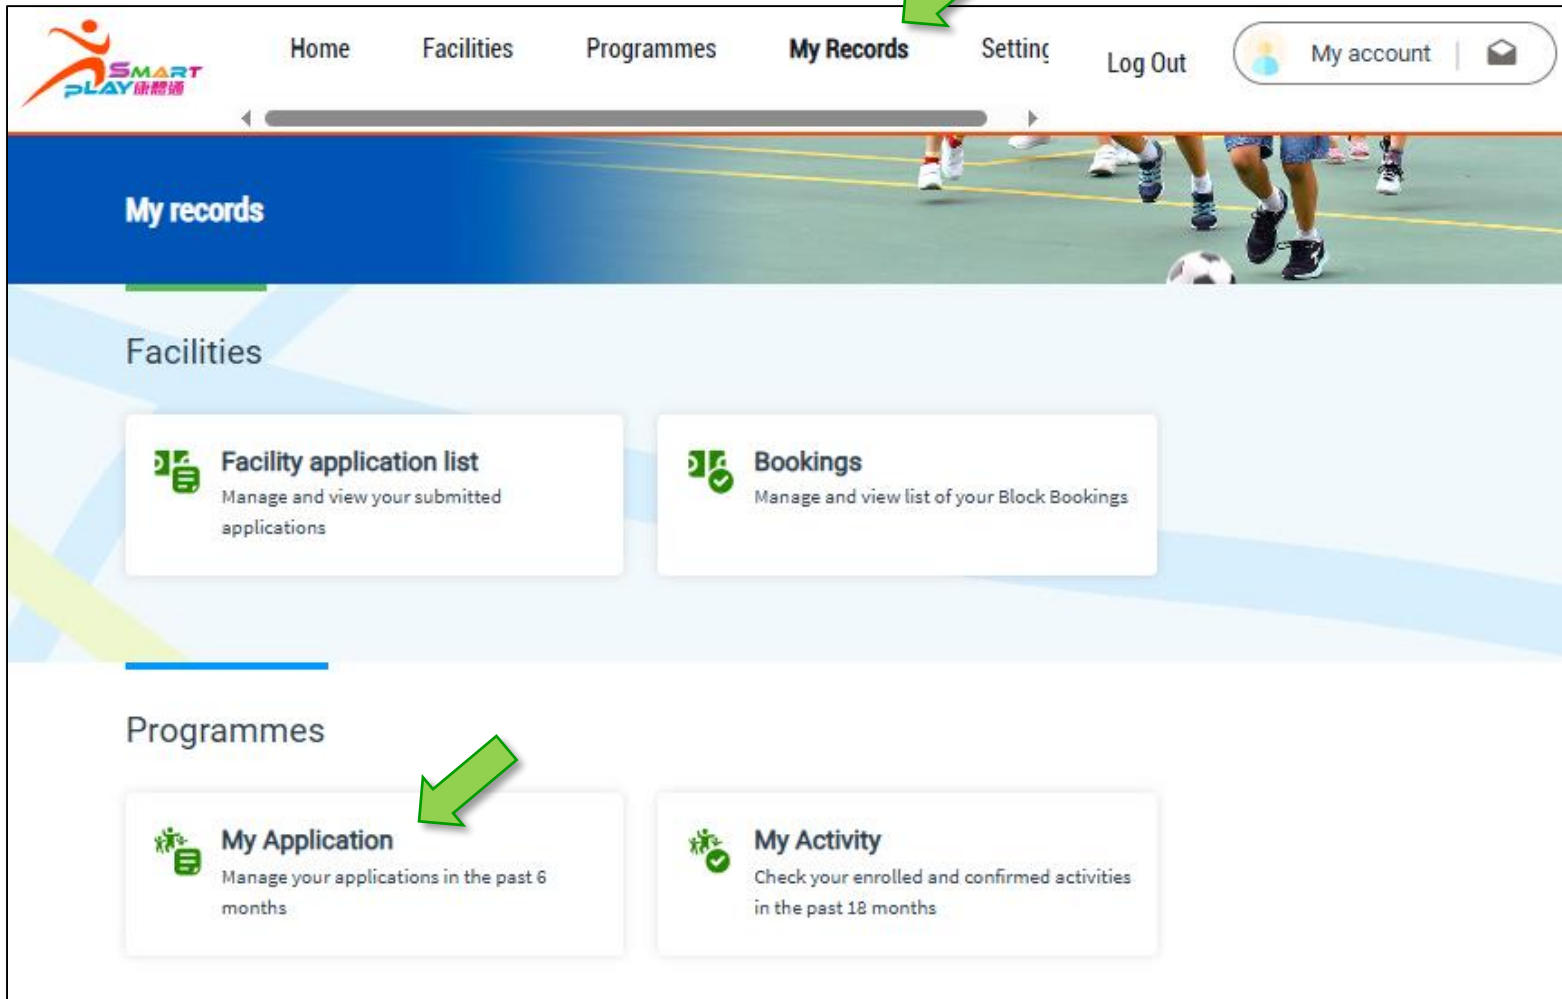 SMART
PLAY康體通
Home Facilities Programmes My Records Setting Log Out My account
My records
Facilities
Facility application list
Manage and view your submitted
applications
Bookings
Manage and view list of your Block Bookings
Programmes
My Application
Manage your applications in the past 6
months
My Activity
Check your enrolled and confirmed activities
in the past 18 months